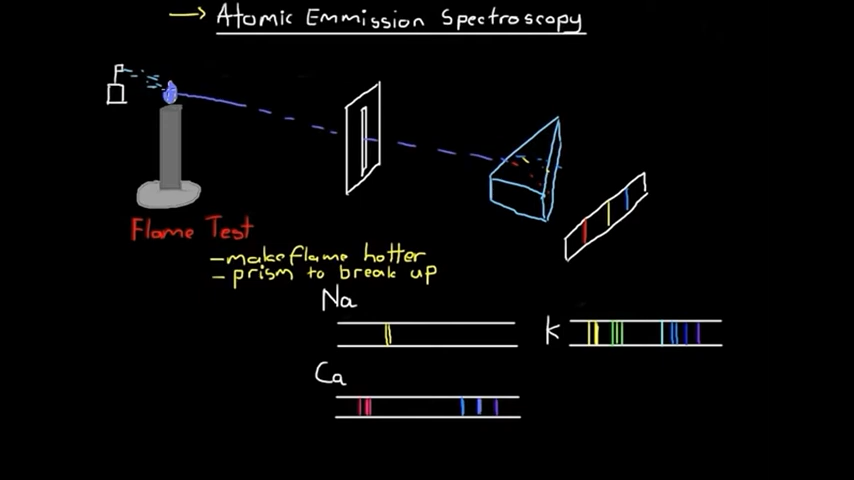 Atomic Emmission Spectroscopy
Flame Test
-make flame hotter
- prism to break up
Na
K
Ca